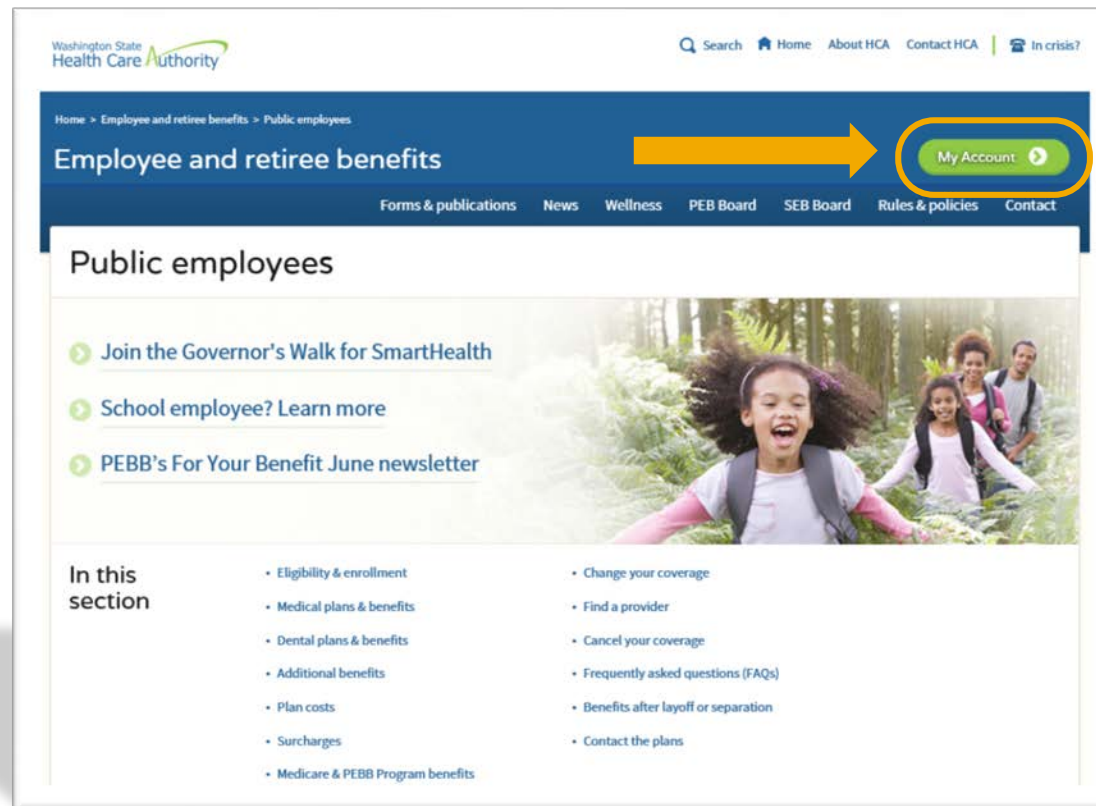 Washington State
Health Care Authority
Search Home About HCA Contact HCA In crisis?
Home > Employee and retiree benefits > Public employees
Employee and retiree benefits
My Account
Forms & publications News Wellness PEB Board SEB Board Rules & policies Contact
Public employees
Join the Governor's Walk for SmartHealth
School employee? Learn more
PEBB's For Your Benefit June newsletter
In this
section
• Eligibility & enrollment
• Medical plans & benefits
• Dental plans & benefits
• Additional benefits
• Plan costs
• Surcharges
• Medicare & PEBB Program benefits
• Change your coverage
• Find a provider
• Cancel your coverage
• Frequently asked questions (FAQs)
• Benefits after layoff or separation
• Contact the plans